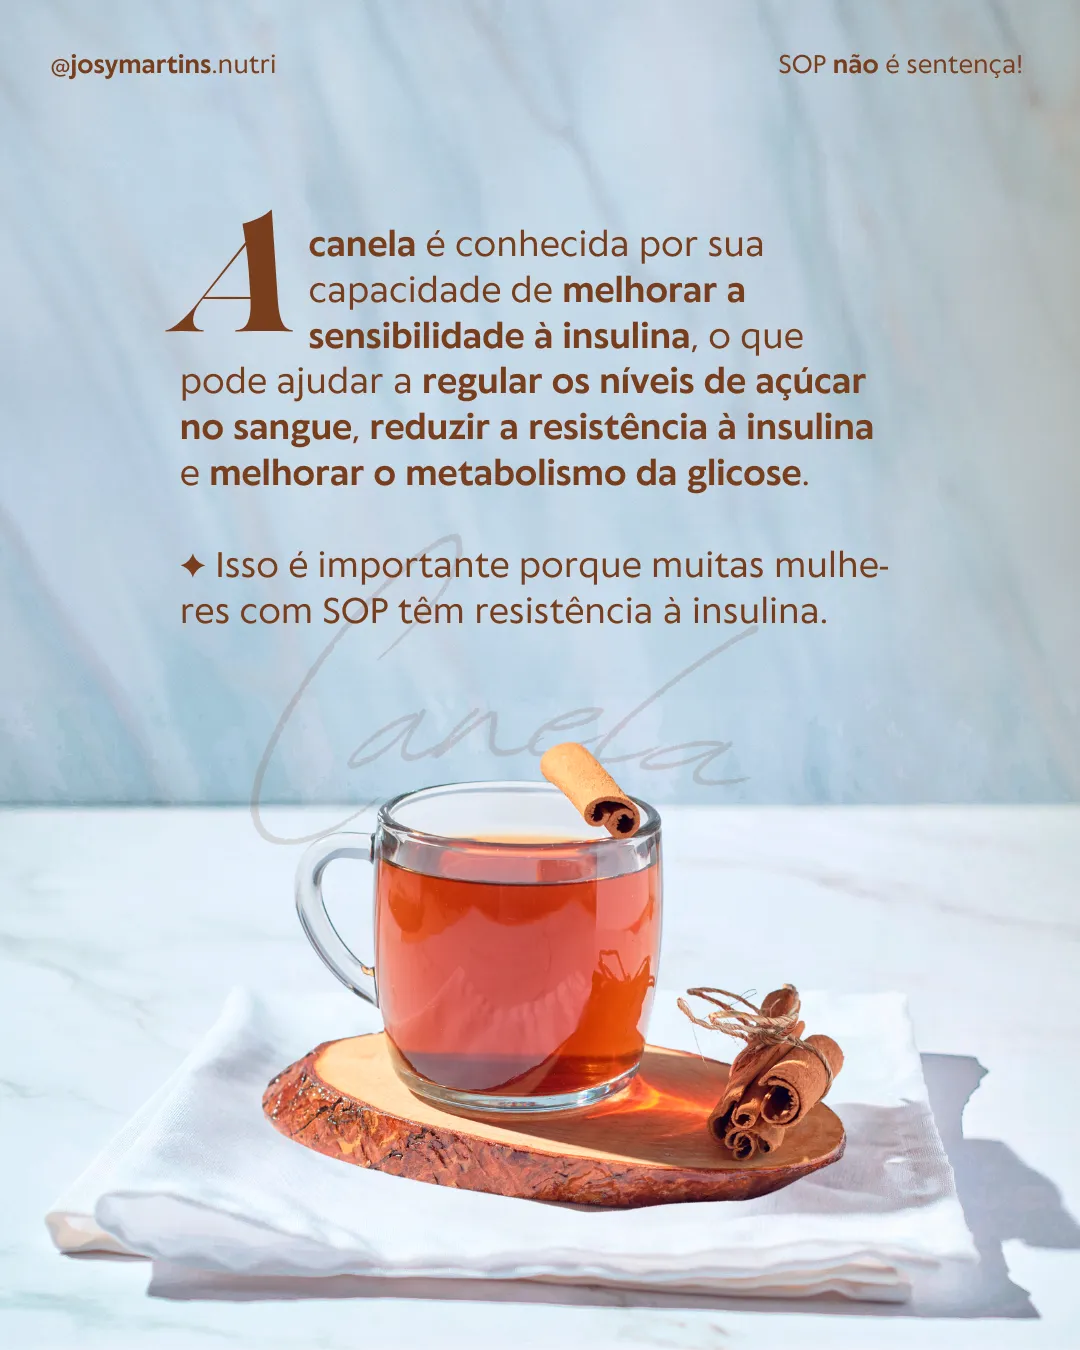 @josymartins.nutri
SOP não é sentença!
A canela é conhecida por sua
capacidade de melhorar a
sensibilidade à insulina, o que
pode ajudar a regular os níveis de açúcar
no sangue, reduzir a resistência à insulina
e melhorar o metabolismo da glicose.
✦ Isso é importante porque muitas mulhe-
res com SOP têm resistência à insulina.
Canela